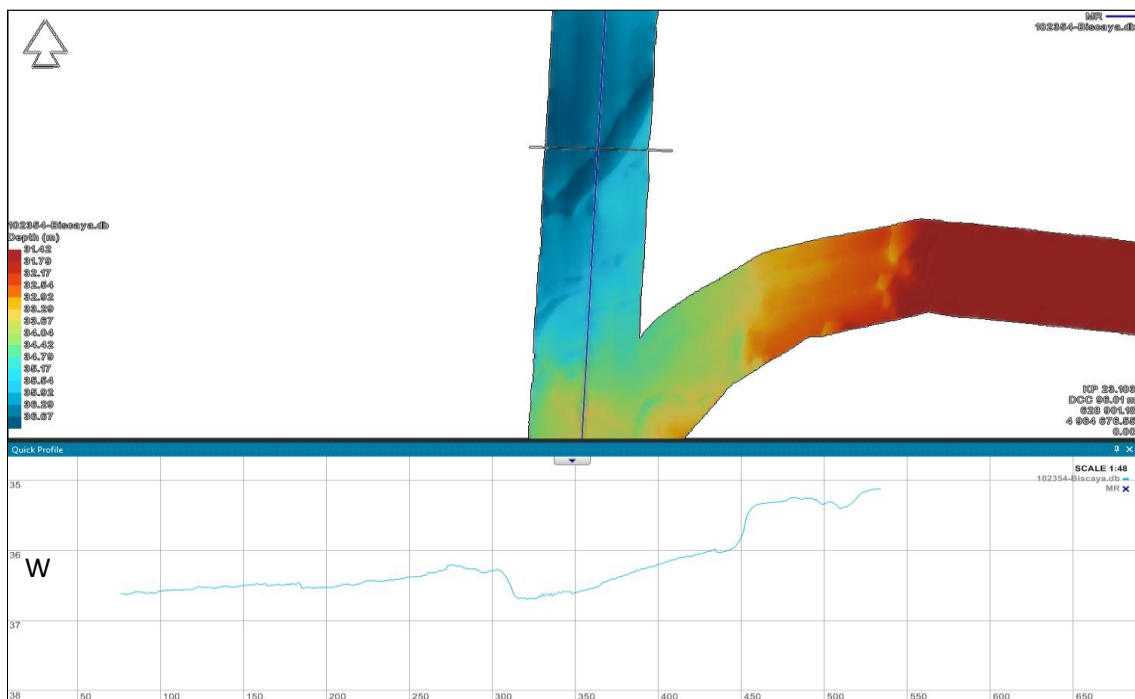 MR
102354-Biscaya.db
102354-Biscaya.db
Depth (m)
31.42
31.79
32.17
32.54
32.92
33.29
33.67
34.04
34.42
34.79
35.17
35.54
35.92
36.29
36.67
KP 23.103
DCC 96.01 m
628 901.18
4 964 676.55
0.00
Quick Profile
SCALE 1:48
102354-Biscaya.db
MR
35
36
W
37
38
50 100 150 200 250 300 350 400 450 500 550 600 650